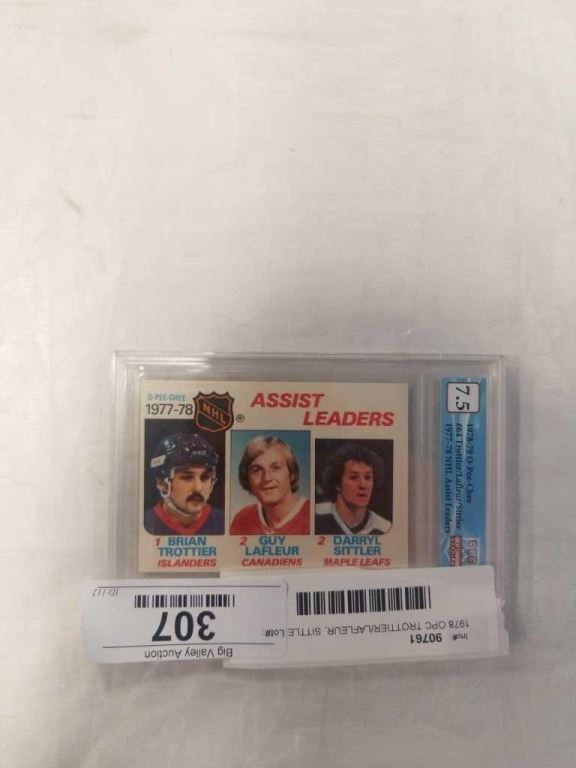 O-PEE-CHEE
1977-78
NHL
®
ASSIST
LEADERS
1 BRIAN
TROTTIER
ISLANDERS
2 GUY
LAFLEUR
CANADIENS
2 DARRYL
SITTLER
MAPLE LEAFS
7.5
1978-79 O-Pee-Chee
#64 Trottier/Lafleur/Sittler
1977-78 NHL Assist Leaders
Big Valley Auction
307
ID-112
Inv#: 90761
1978 OPC TROTTIER/LAFLEUR, SITTLE
Lot#: